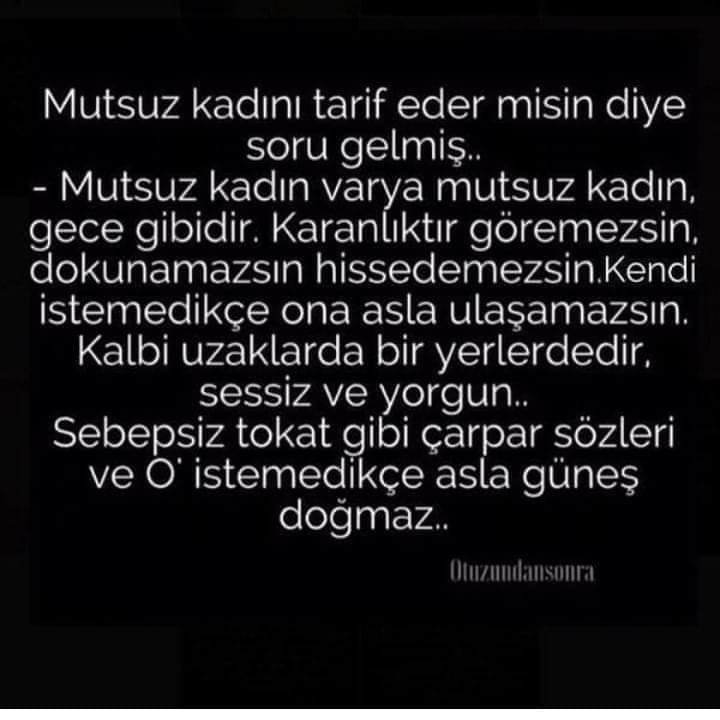 Mutsuz kadını tarif eder misin diye
soru gelmiş..
- Mutsuz kadın varya mutsuz kadın,
gece gibidir. Karanlıktır göremezsin,
dokunamazsın hissedemezsin.Kendi
istemedikçe ona asla ulaşamazsın.
Kalbi uzaklarda bir yerlerdedir,
sessiz ve yorgun..
Sebepsiz tokat gibi çarpar sözleri
ve O' istemedikçe asla güneş
doğmaz..
Otuzundansonra